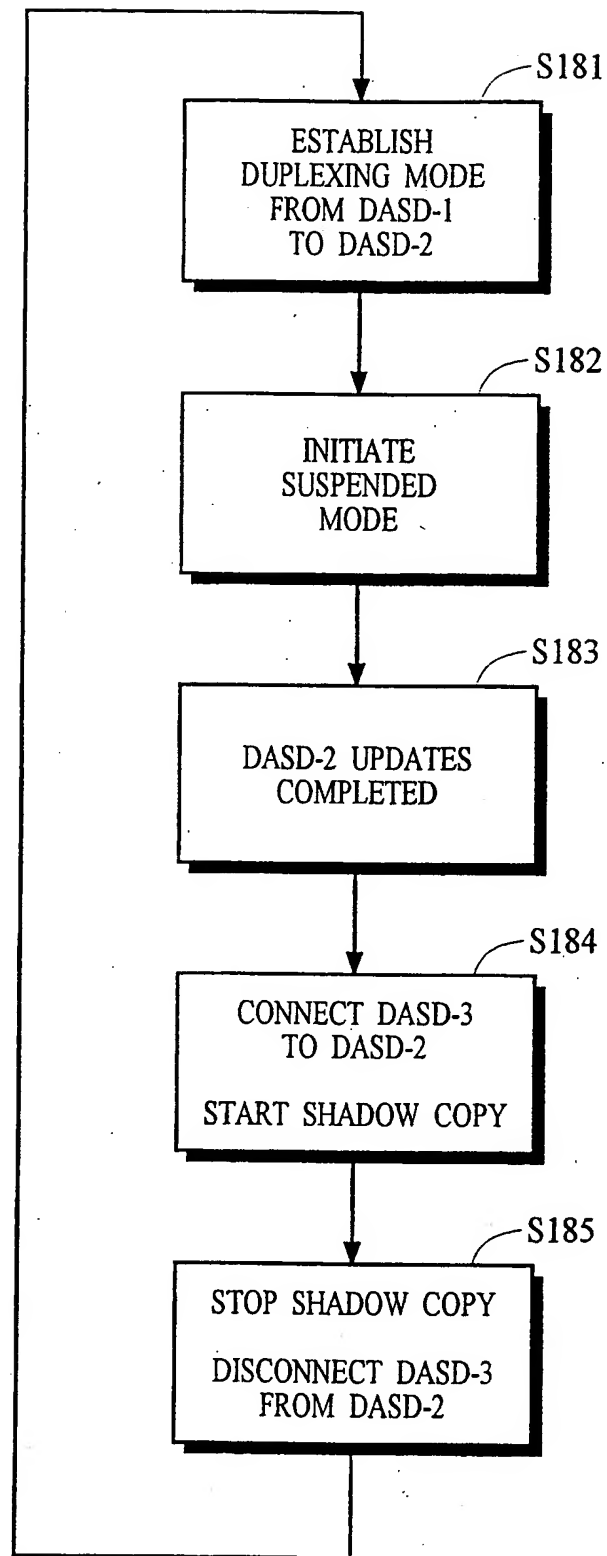 S181
ESTABLISH
DUPLEXING MODE
FROM DASD-1
TO DASD-2
S182
INITIATE
SUSPENDED
MODE
S183
DASD-2 UPDATES
COMPLETED
S184
CONNECT DASD-3
TO DASD-2
START SHADOW COPY
S185
STOP SHADOW COPY
DISCONNECT DASD-3
FROM DASD-2